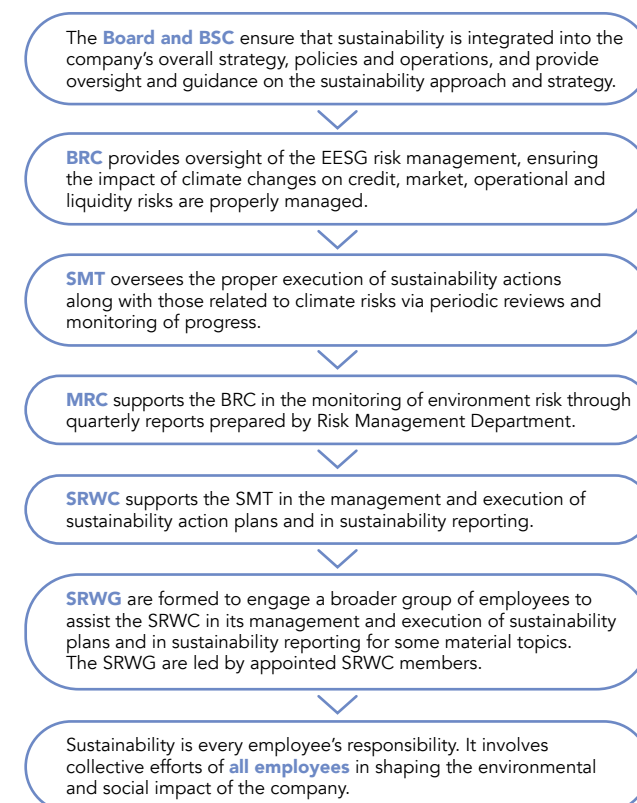 The Board and BSC ensure that sustainability is integrated into the
company's overall strategy, policies and operations, and provide
oversight and guidance on the sustainability approach and strategy.
BRC provides oversight of the EESG risk management, ensuring
the impact of climate changes on credit, market, operational and
liquidity risks are properly managed.
SMT oversees the proper execution of sustainability actions
along with those related to climate risks via periodic reviews and
monitoring of progress.
MRC supports the BRC in the monitoring of environment risk through
quarterly reports prepared by Risk Management Department.
SRWC supports the SMT in the management and execution of
sustainability action plans and in sustainability reporting.
SRWG are formed to engage a broader group of employees to
assist the SRWC in its management and execution of sustainability
plans and in sustainability reporting for some material topics.
The SRWG are led by appointed SRWC members.
Sustainability is every employee's responsibility. It involves
collective efforts of all employees in shaping the environmental
and social impact of the company.